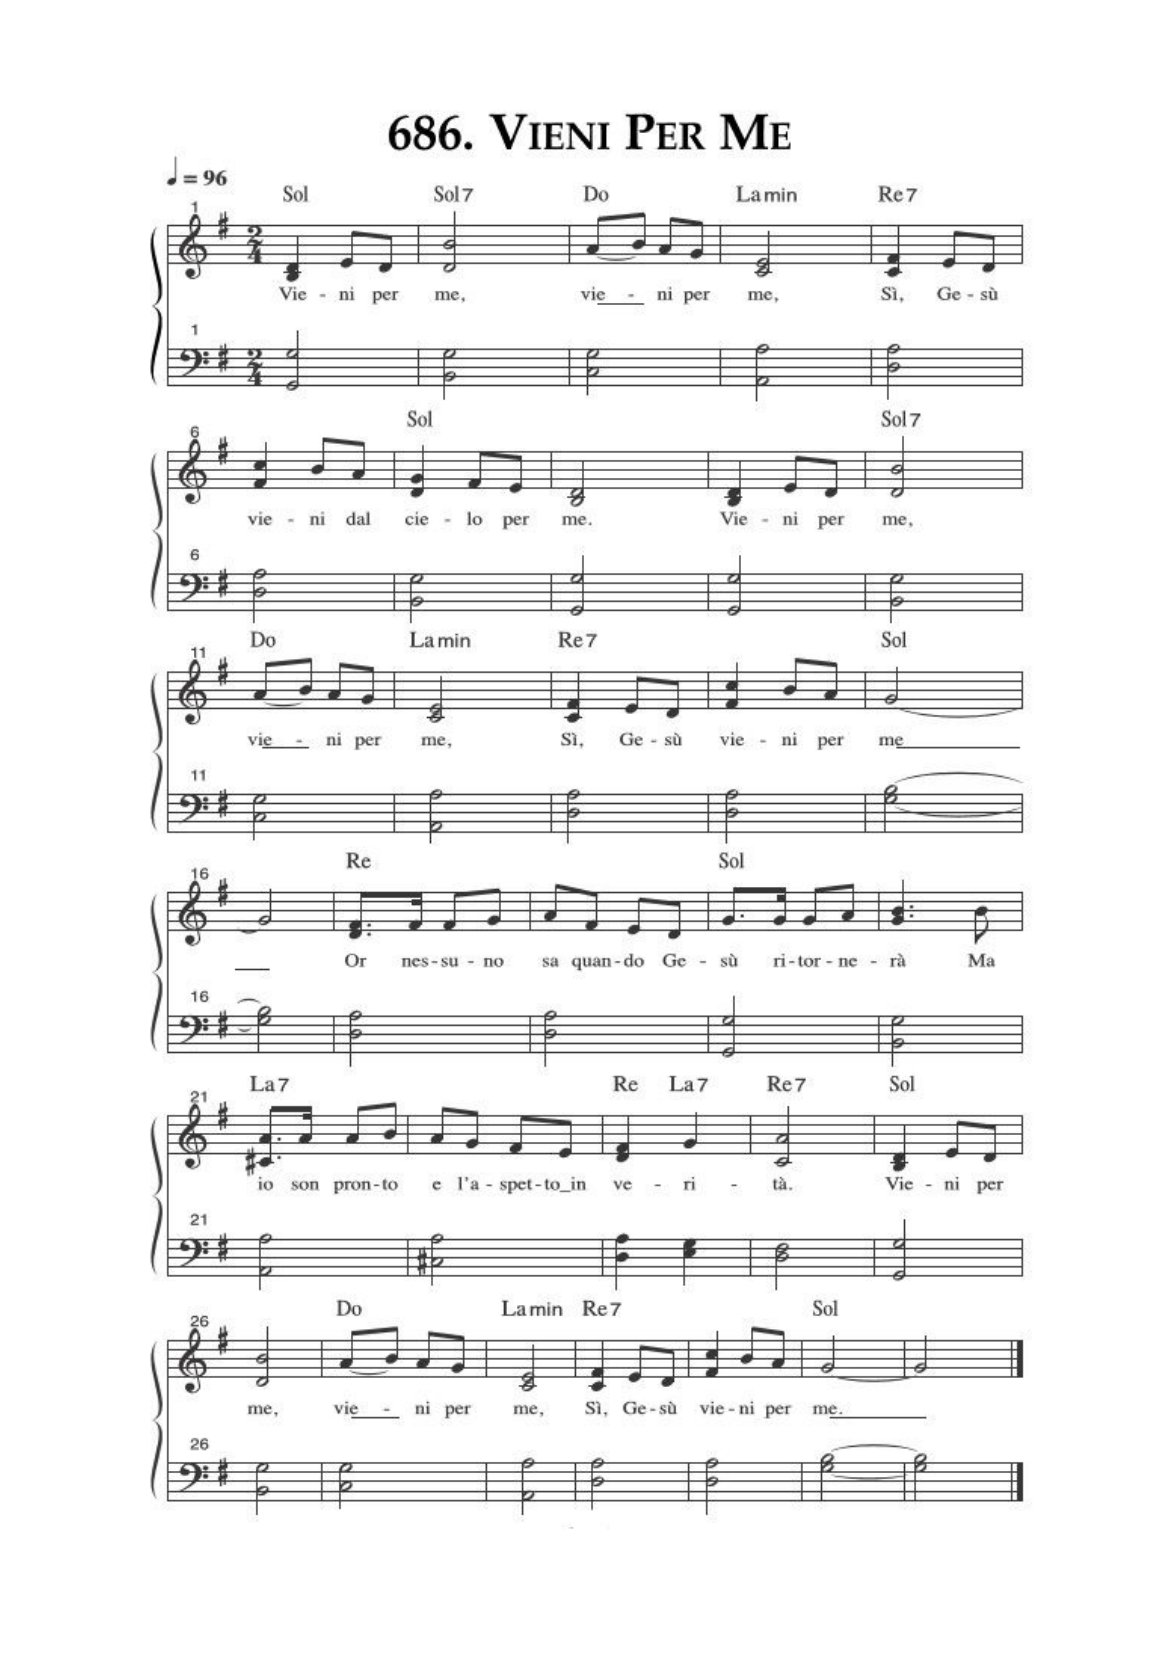 686. VIENI PER ME
♩ = 96
Sol Sol7 Do Lamin Re7
1
2 4
Vie - ni per me, vie - ni per me, Sì, Ge - sù
1
2 4
Sol Sol7
6
vie - ni dal cie - lo per me. Vie - ni per me,
6
Do Lamin Re7 Sol
11
vie - ni per me, Sì, Ge - sù vie - ni per me
11
Re Sol
16
Or nes - su - no sa quan - do Ge - sù ri - tor - ne - rà Ma
16
La7 Re La7 Re7 Sol
21
io son pron - to e l'a - spet - to_in ve - ri - tà. Vie - ni per
21
Do Lamin Re7 Sol
26
me, vie - ni per me, Sì, Ge - sù vie - ni per me.
26